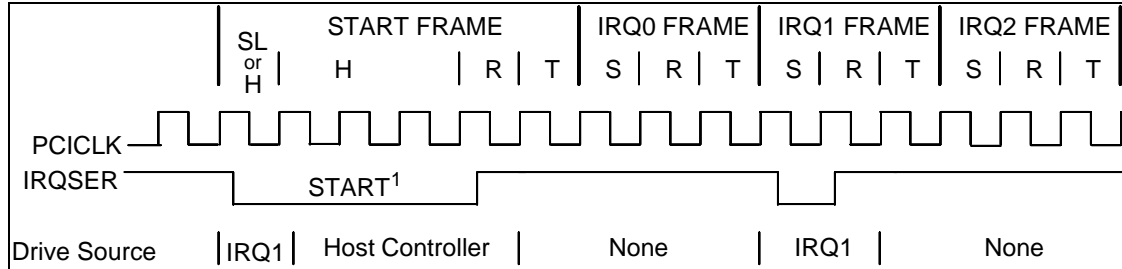 START FRAME IRQ0 FRAME IRQ1 FRAME IRQ2 FRAME
SL
or
H
H R T S R T S R T S R T
PCICLK
IRQSER
START1
Drive Source IRQ1 Host Controller None IRQ1 None